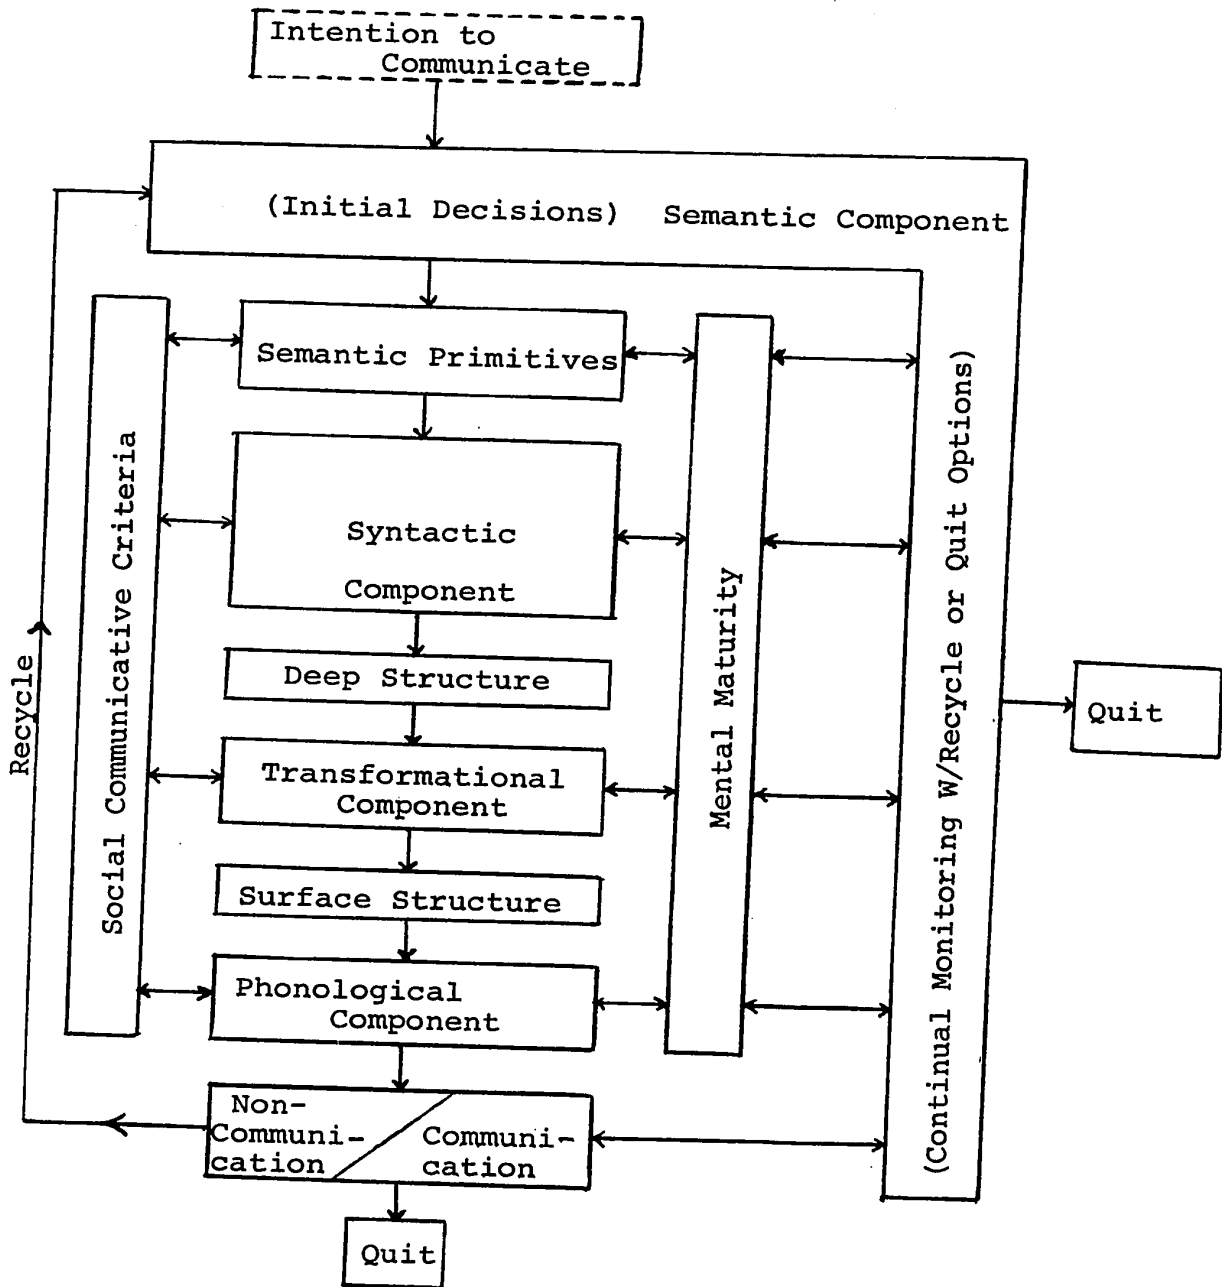 Intention to
Communicate
(Initial Decisions) Semantic Component
Semantic Primitives
Syntactic
Component
Deep Structure
Transformational
Component
Surface Structure
Phonological
Component
Non-
Communi-
cation
Communi-
cation
Quit
Recycle
Social Communicative Criteria
Mental Maturity
(Continual Monitoring W/Recycle or Quit Options)
Quit